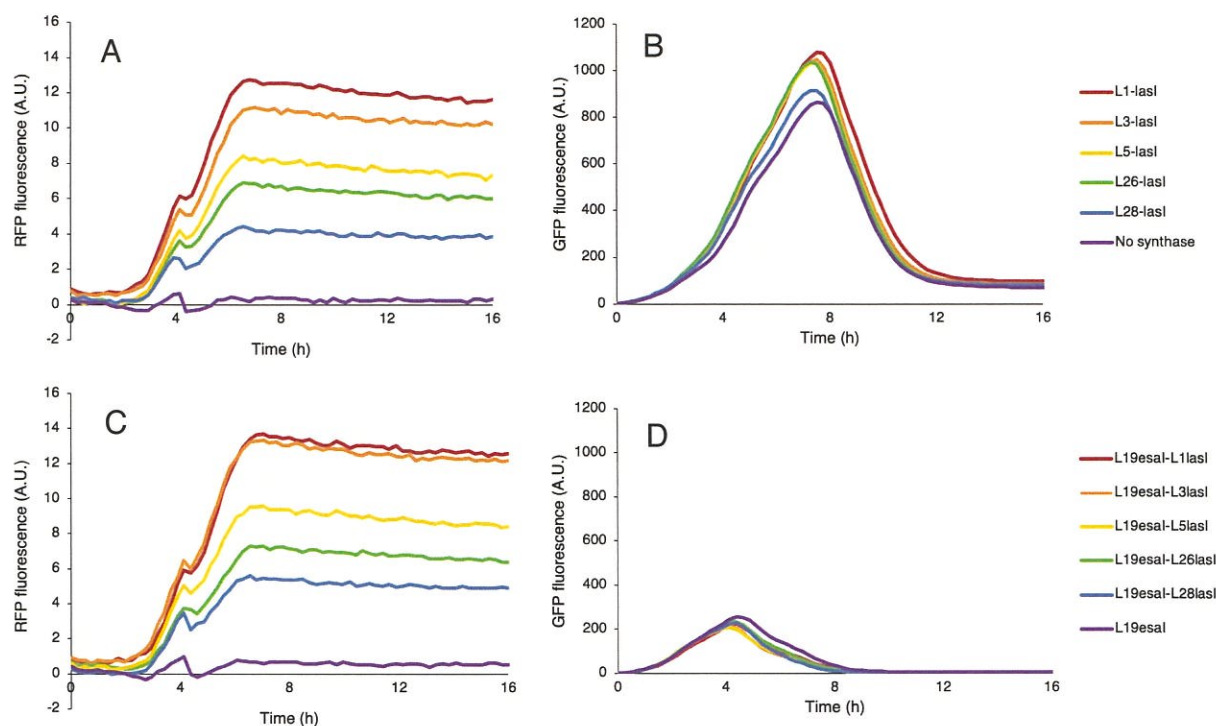 A
RFP fluorescence (A.U.)
16
14
12
10
8
6
4
2
0
-2
0
4
8
12
16
Time (h)
B
GFP fluorescence (A.U.)
1200
1000
800
600
400
200
0
0
4
8
12
16
Time (h)
L1-lasI
L3-lasI
L5-lasI
L26-lasI
L28-lasI
No synthase
C
RFP fluorescence (A.U.)
16
14
12
10
8
6
4
2
0
-2
0
4
8
12
16
Time (h)
D
GFP fluorescence (A.U.)
1200
1000
800
600
400
200
0
0
4
8
12
16
Time (h)
L19esaI-L1lasI
L19esaI-L3lasI
L19esaI-L5lasI
L19esaI-L26lasI
L19esaI-L28lasI
L19esaI